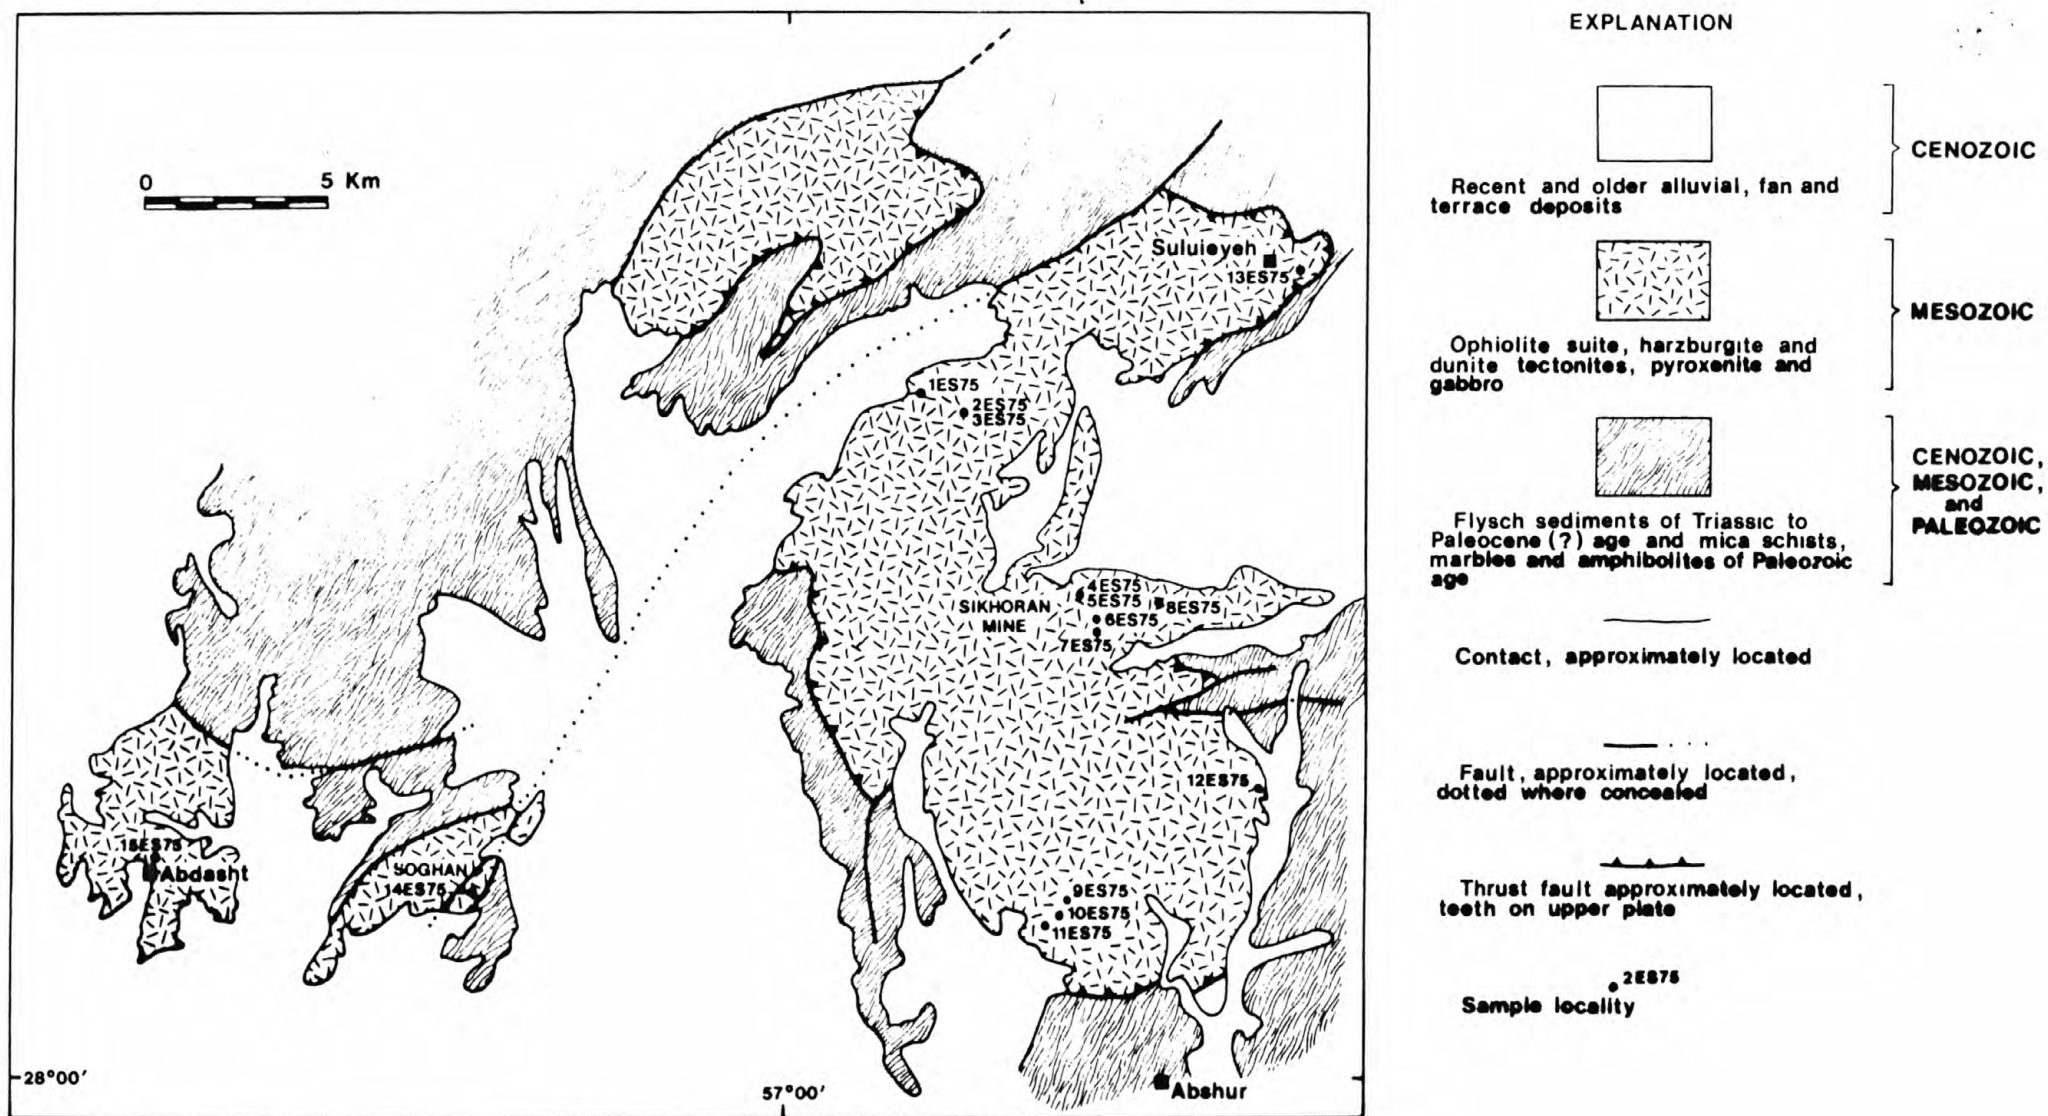 0 5 Km
Suluieyeh
13ES75
1ES75
2ES75
3ES75
SIKHORAN
MINE
4ES75
5ES75
8ES75
6ES75
7ES75
12ES75
15ES75
Abdasht
SOGHAN
14ES75
9ES75
10ES75
11ES75
28°00′
57°00′
Abshur
EXPLANATION
CENOZOIC
Recent and older alluvial, fan and
terrace deposits
MESOZOIC
Ophiolite suite, harzburgite and
dunite tectonites, pyroxenite and
gabbro
CENOZOIC,
MESOZOIC,
and
PALEOZOIC
Flysch sediments of Triassic to
Paleocene (?) age and mica schists,
marbles and amphibolites of Paleozoic
age
Contact, approximately located
Fault, approximately located,
dotted where concealed
Thrust fault approximately located,
teeth on upper plate
2ES75
Sample locality